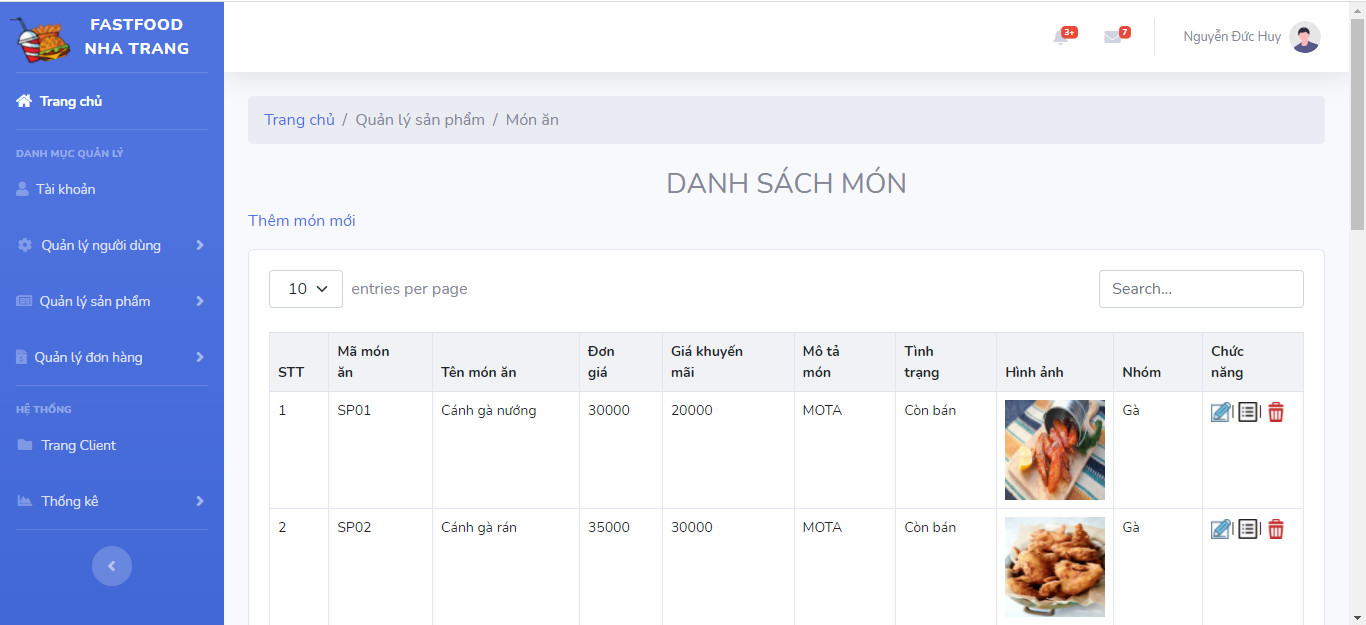 FASTFOOD
NHA TRANG
3+
7
Nguyễn Đức Huy
Trang chủ
DANH MỤC QUẢN LÝ
Tài khoản
Quản lý người dùng
Quản lý sản phẩm
Quản lý đơn hàng
HỆ THỐNG
Trang Client
Thống kê
Trang chủ / Quản lý sản phẩm / Món ăn
DANH SÁCH MÓN
Thêm món mới
10 entries per page
Search...
STT Mã món ăn Tên món ăn Đơn giá Giá khuyến mãi Mô tả món Tình trạng Hình ảnh Nhóm Chức năng
1 SP01 Cánh gà nướng 30000 20000 MOTA Còn bán Gà | |
2 SP02 Cánh gà rán 35000 30000 MOTA Còn bán Gà | |